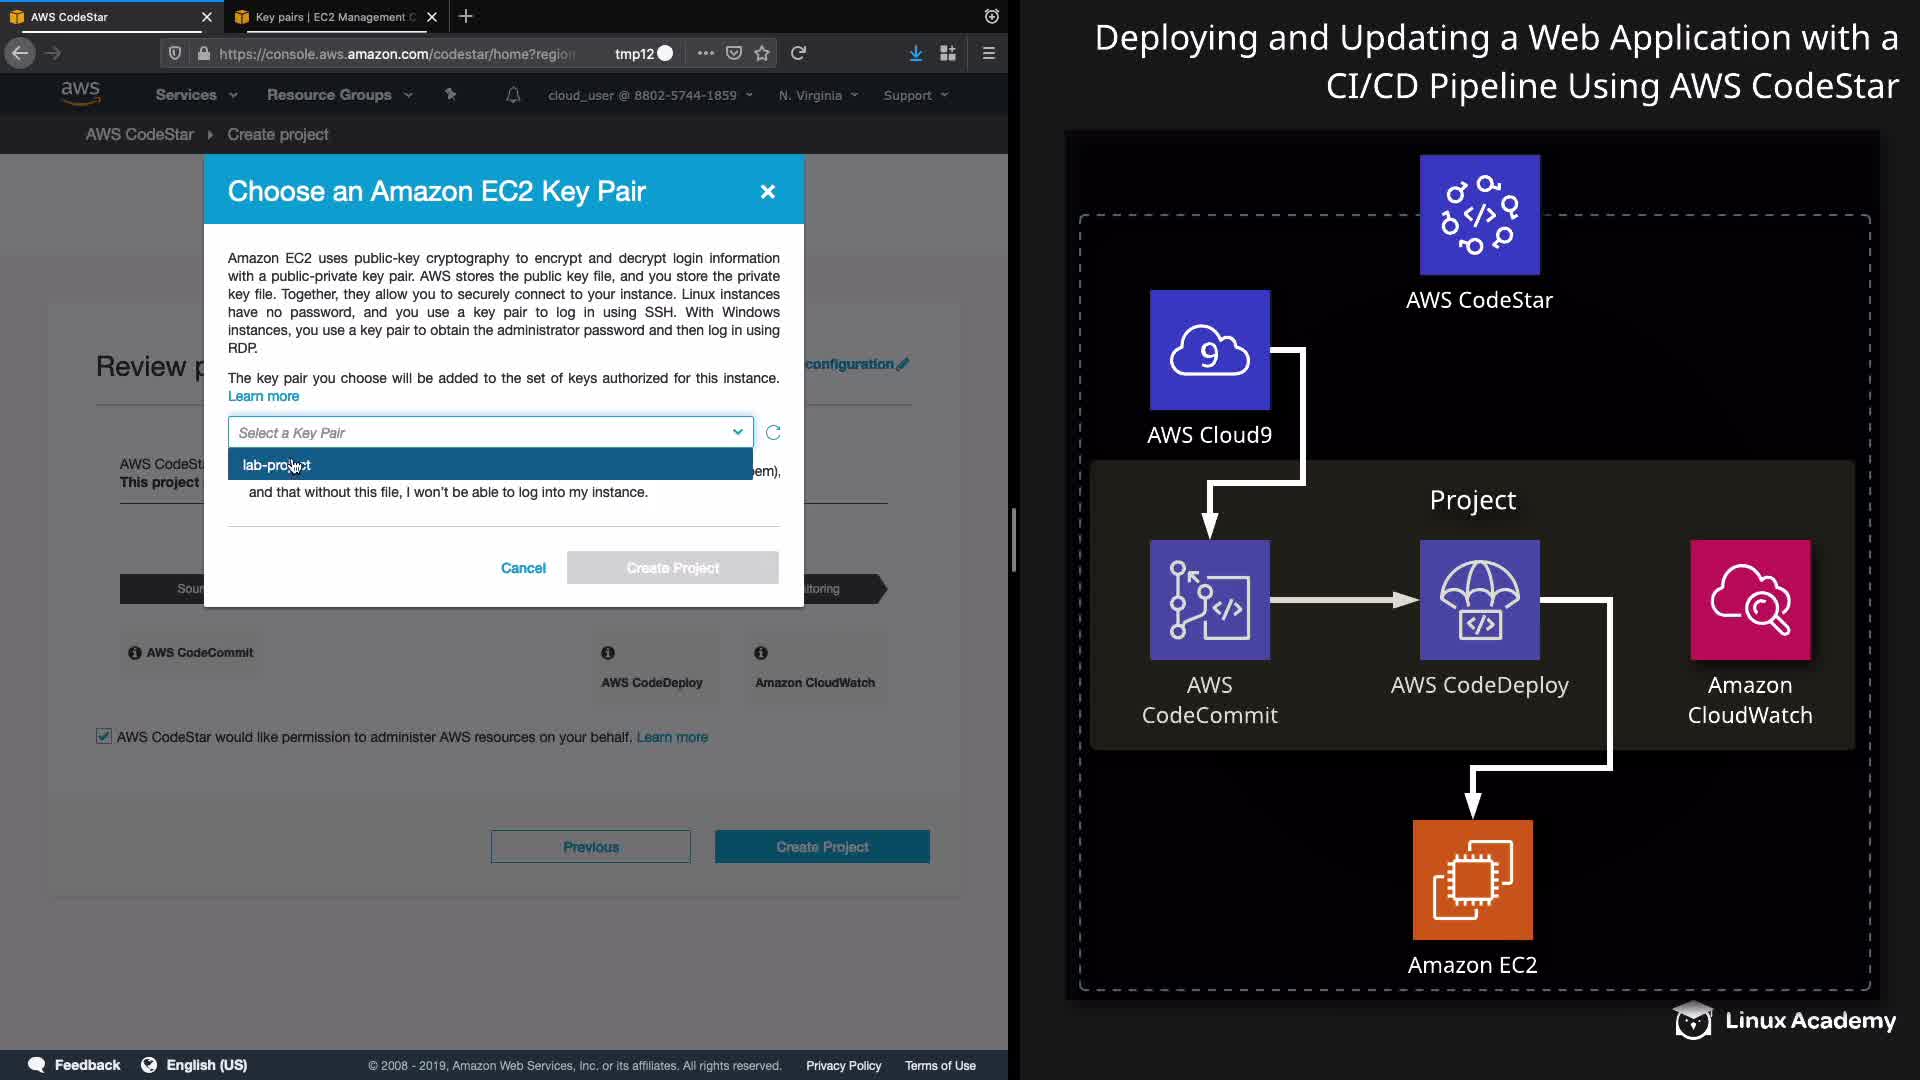 AWS CodeStar
Key pairs | EC2 Management C
https://console.aws.amazon.com/codestar/home?region
tmp12
aws
Services
Resource Groups
cloud_user @ 8802-5744-1859
N. Virginia
Support
AWS CodeStar
Create project
Choose an Amazon EC2 Key Pair
Amazon EC2 uses public-key cryptography to encrypt and decrypt login information
with a public-private key pair. AWS stores the public key file, and you store the private
key file. Together, they allow you to securely connect to your instance. Linux instances
have no password, and you use a key pair to log in using SSH. With Windows
instances, you use a key pair to obtain the administrator password and then log in using
RDP.
The key pair you choose will be added to the set of keys authorized for this instance.
Learn more
Select a Key Pair
lab-project
and that without this file, I won't be able to log into my instance.
Cancel
Create Project
Review
configuration
AWS CodeSt
This project
Sour
itoring
AWS CodeCommit
AWS CodeDeploy
Amazon CloudWatch
AWS CodeStar would like permission to administer AWS resources on your behalf. Learn more
Previous
Create Project
Feedback
English (US)
© 2008 - 2019, Amazon Web Services, Inc. or its affiliates. All rights reserved.
Privacy Policy
Terms of Use
Deploying and Updating a Web Application with a
CI/CD Pipeline Using AWS CodeStar
AWS CodeStar
9
AWS Cloud9
Project
AWS
CodeCommit
AWS CodeDeploy
Amazon
CloudWatch
Amazon EC2
Linux Academy